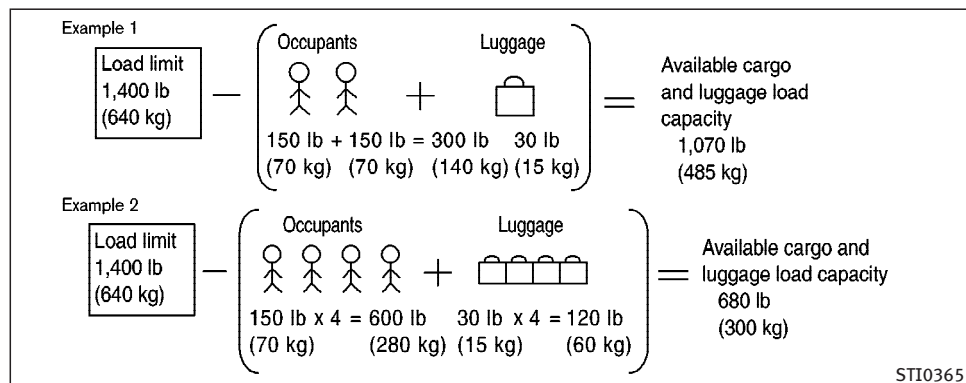 Example 1
Load limit
1,400 lb
(640 kg)
−
Occupants
+
Luggage
150 lb + 150 lb = 300 lb 30 lb
(70 kg) (70 kg) (140 kg) (15 kg)
=
Available cargo
and luggage load
capacity
1,070 lb
(485 kg)
Example 2
Load limit
1,400 lb
(640 kg)
−
Occupants
+
Luggage
150 lb x 4 = 600 lb 30 lb x 4 = 120 lb
(70 kg) (280 kg) (15 kg) (60 kg)
=
Available cargo and
luggage load capacity
680 lb
(300 kg)
STI0365